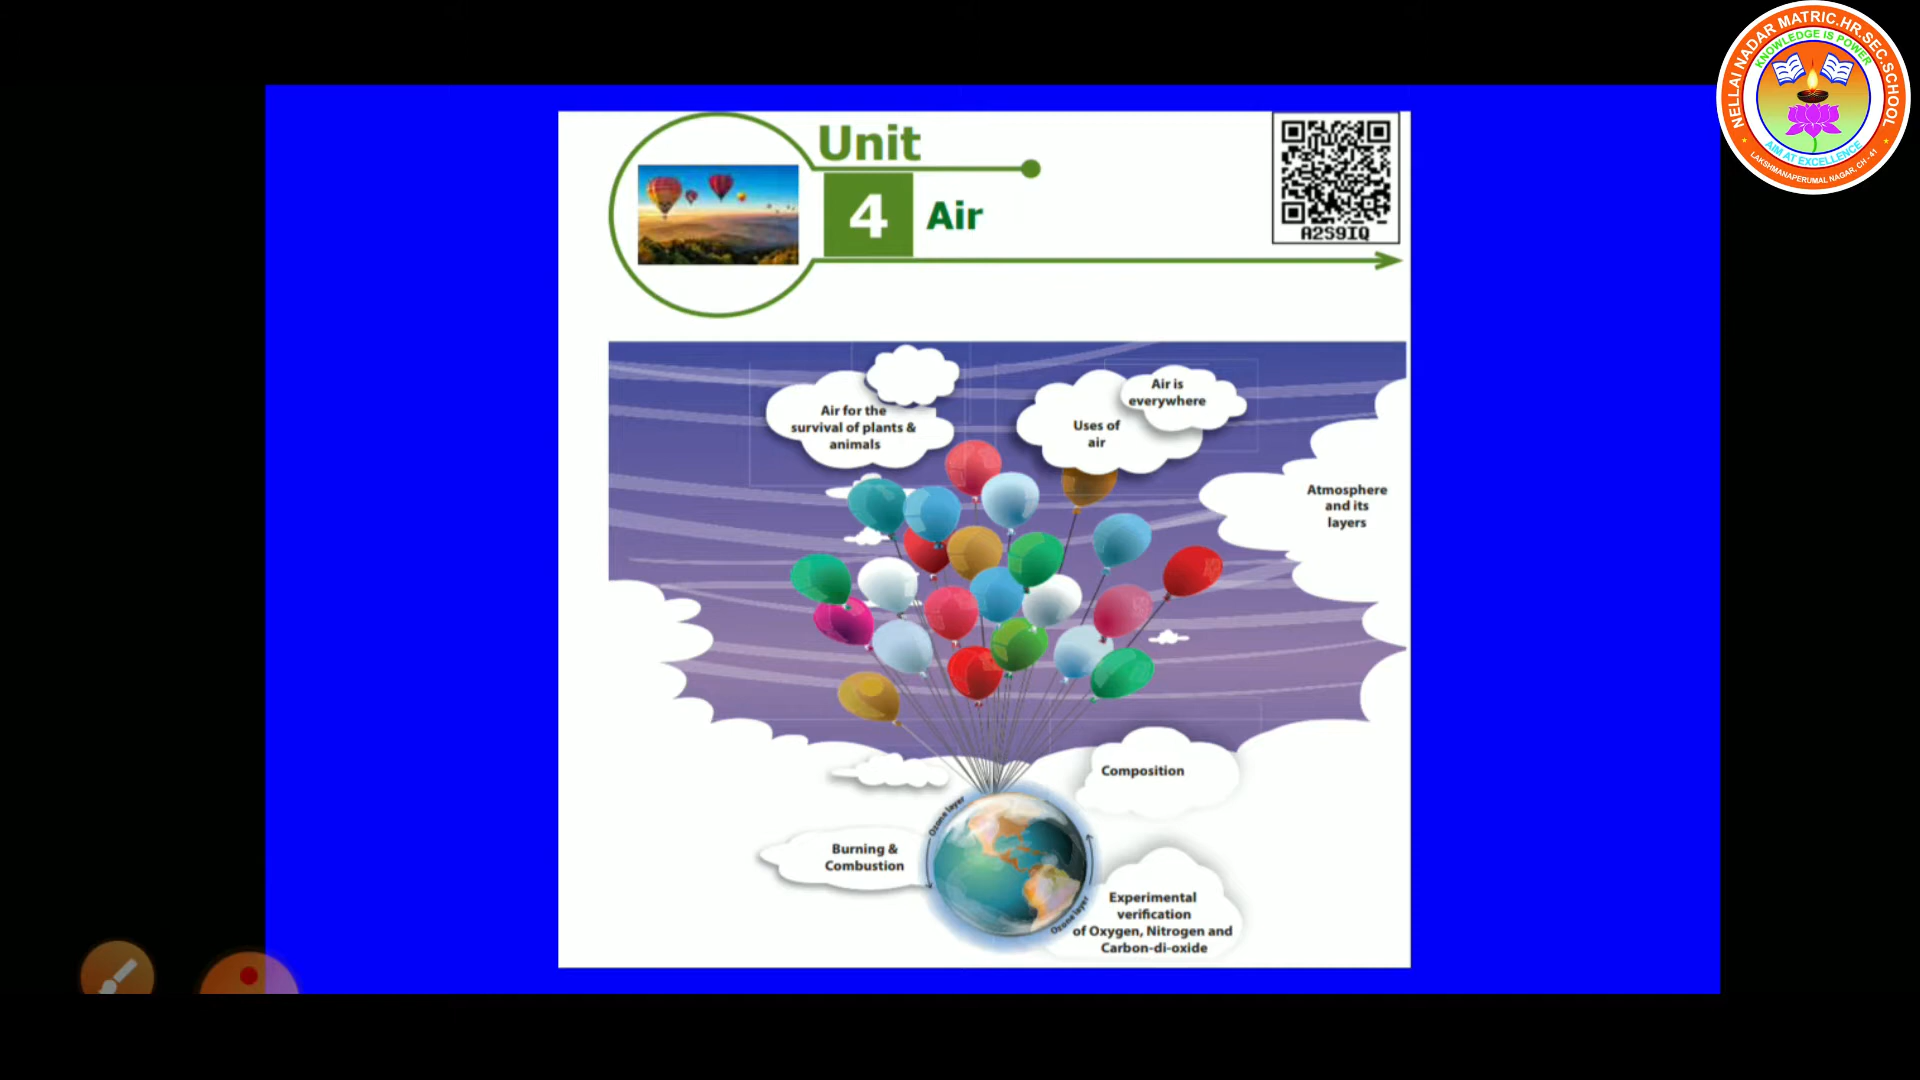 Unit
4 Air
A2S9IQ
NELLAI NADAR MATRIC.HR.SEC.SCHOOL
KNOWLEDGE IS POWER
AIM AT EXCELLENCE
LAKSHMANAPERUMAL NAGAR, CH - 41
Air for the
survival of plants &
animals
Uses of
air
Air is
everywhere
Atmosphere
and its
layers
Composition
Ozone layer
Burning &
Combustion
Ozone layer
Experimental
verification
of Oxygen, Nitrogen and
Carbon-di-oxide